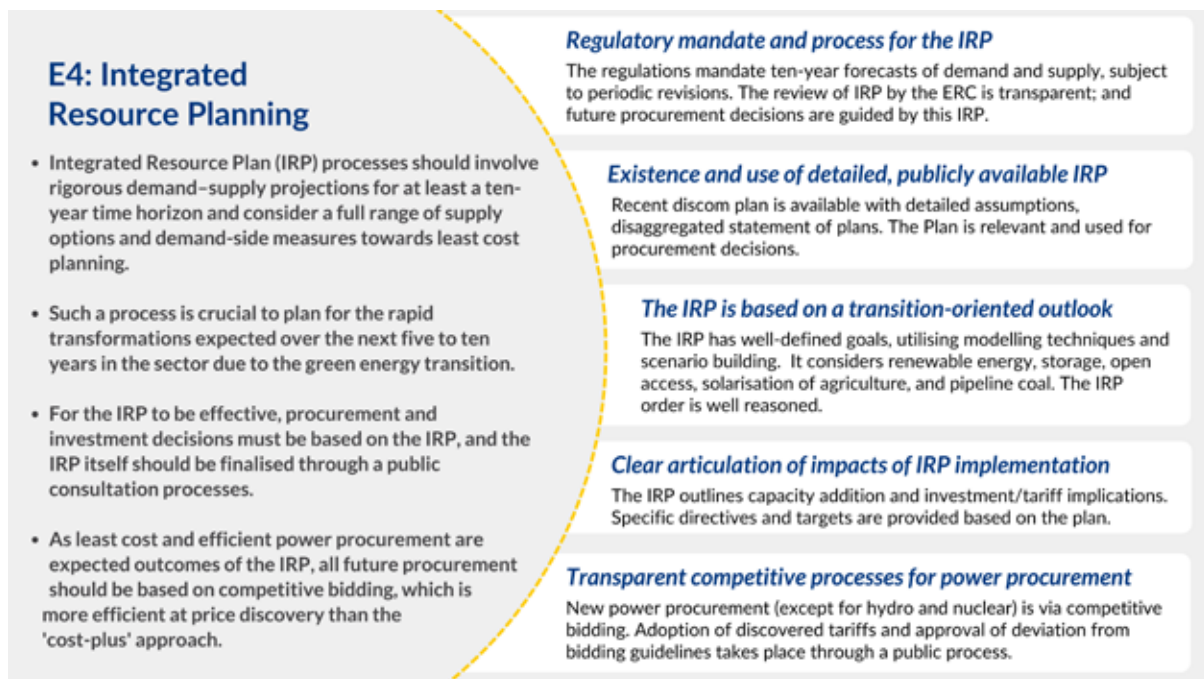 E4: Integrated
Resource Planning
• Integrated Resource Plan (IRP) processes should involve
rigorous demand–supply projections for at least a ten-
year time horizon and consider a full range of supply
options and demand-side measures towards least cost
planning.
• Such a process is crucial to plan for the rapid
transformations expected over the next five to ten
years in the sector due to the green energy transition.
• For the IRP to be effective, procurement and
investment decisions must be based on the IRP, and the
IRP itself should be finalised through a public
consultation processes.
• As least cost and efficient power procurement are
expected outcomes of the IRP, all future procurement
should be based on competitive bidding, which is
more efficient at price discovery than the
'cost-plus' approach.
Regulatory mandate and process for the IRP
The regulations mandate ten-year forecasts of demand and supply, subject
to periodic revisions. The review of IRP by the ERC is transparent; and
future procurement decisions are guided by this IRP.
Existence and use of detailed, publicly available IRP
Recent discom plan is available with detailed assumptions,
disaggregated statement of plans. The Plan is relevant and used for
procurement decisions.
The IRP is based on a transition-oriented outlook
The IRP has well-defined goals, utilising modelling techniques and
scenario building. It considers renewable energy, storage, open
access, solarisation of agriculture, and pipeline coal. The IRP
order is well reasoned.
Clear articulation of impacts of IRP implementation
The IRP outlines capacity addition and investment/tariff implications.
Specific directives and targets are provided based on the plan.
Transparent competitive processes for power procurement
New power procurement (except for hydro and nuclear) is via competitive
bidding. Adoption of discovered tariffs and approval of deviation from
bidding guidelines takes place through a public process.